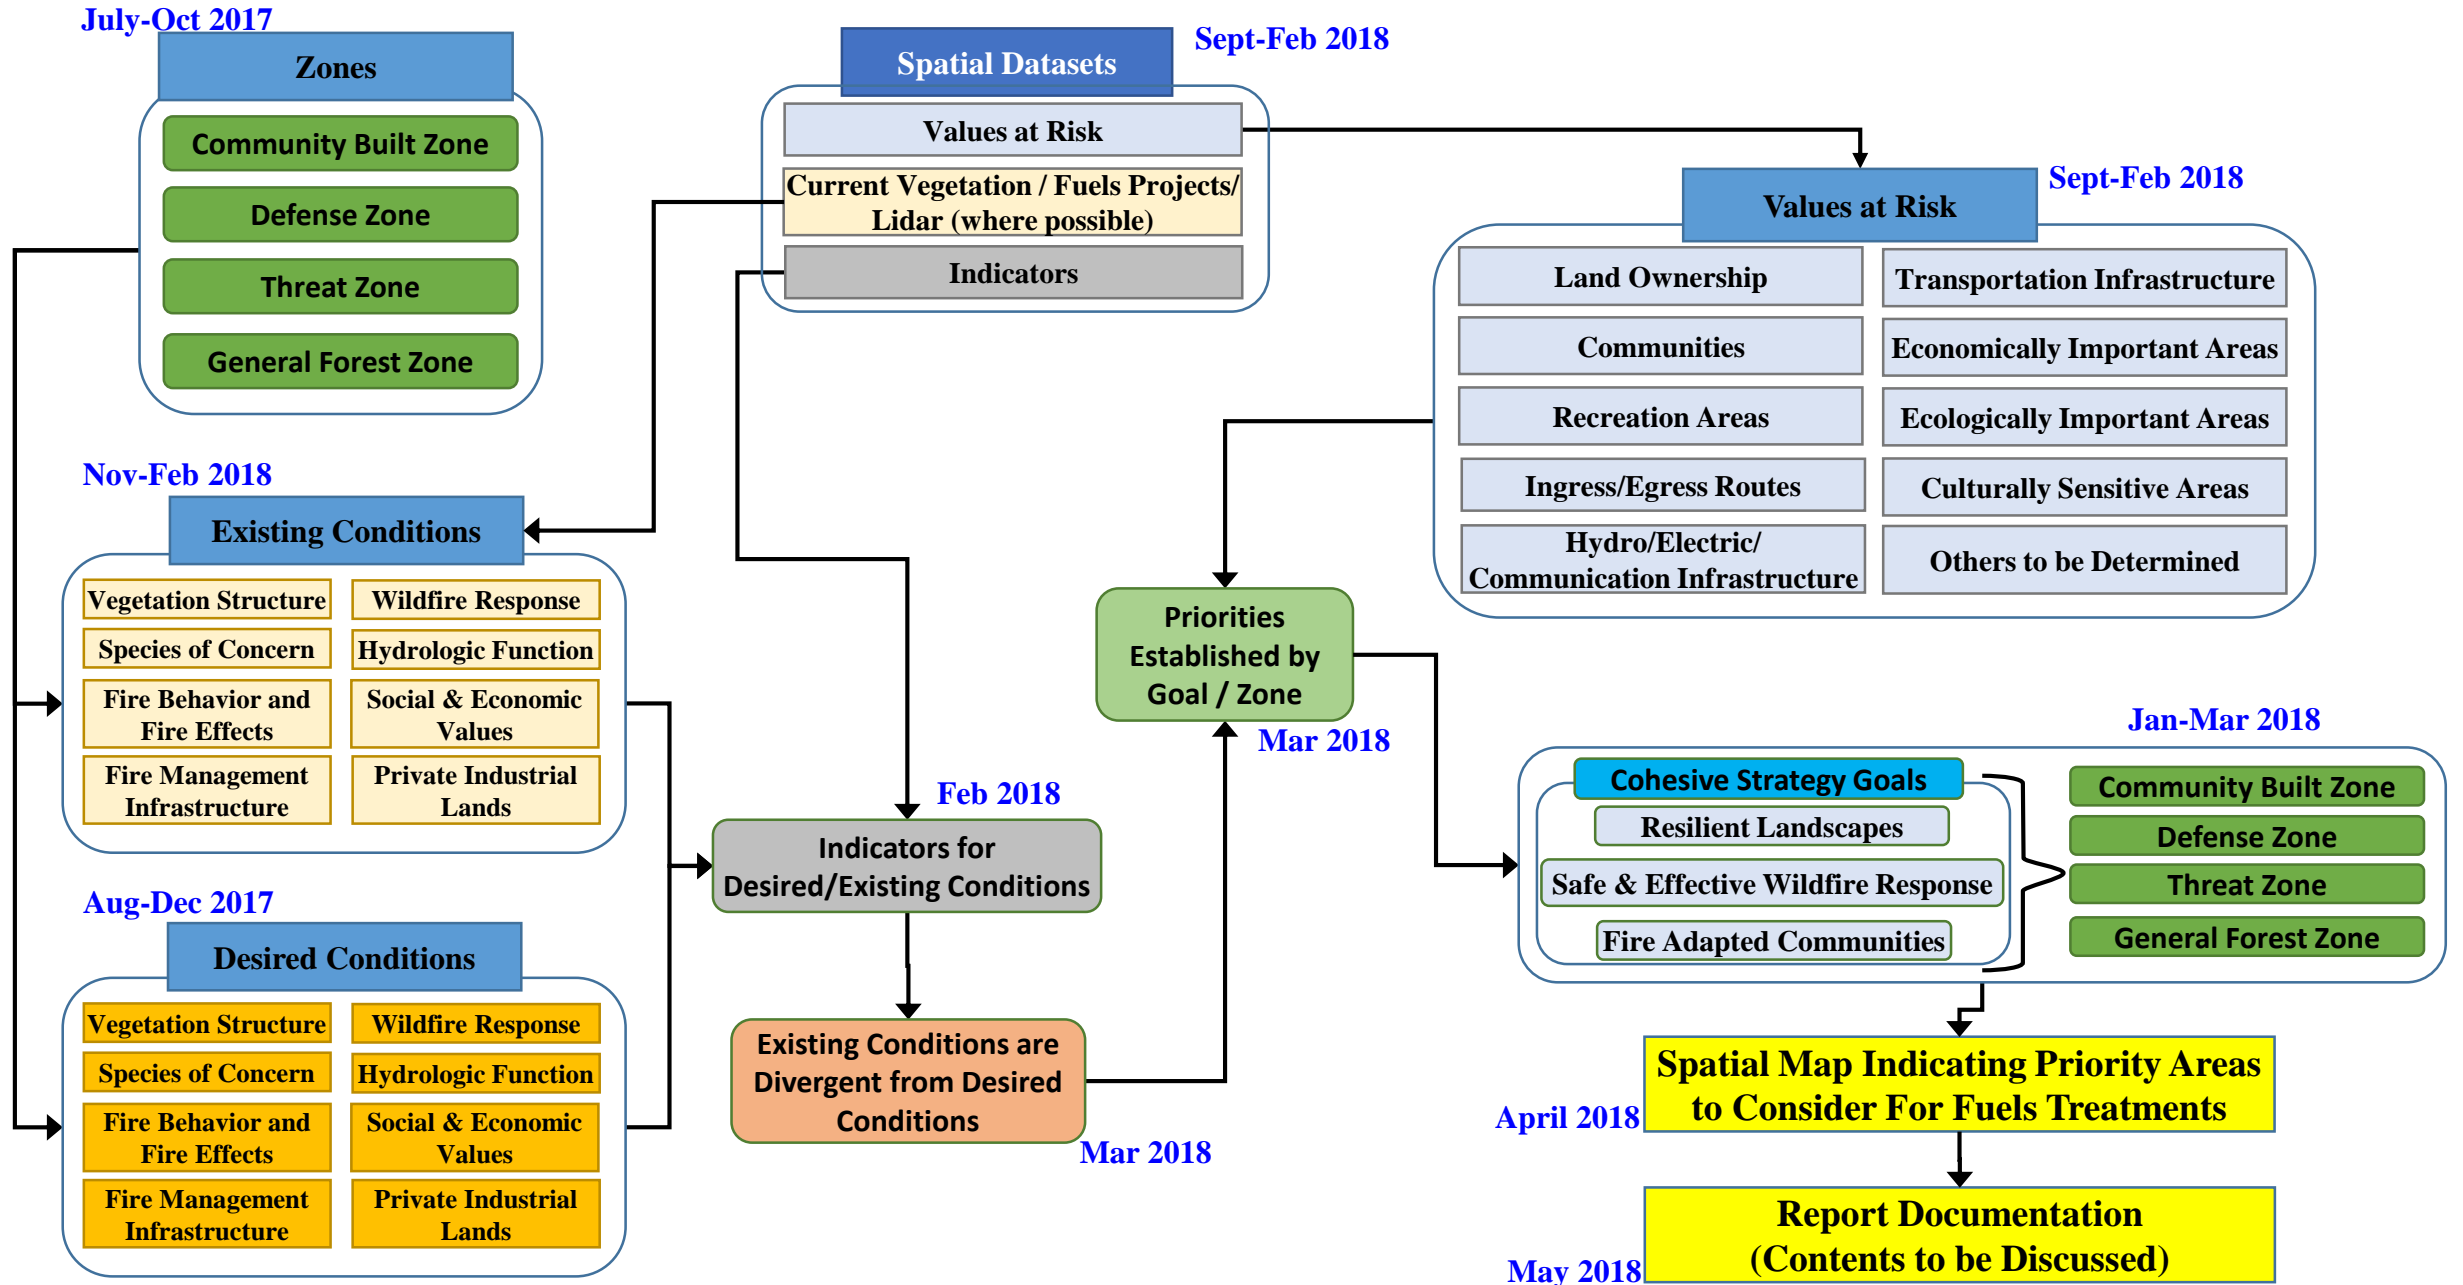 July-Oct 2017
Zones
Community Built Zone
Defense Zone
Threat Zone
General Forest Zone
Sept-Feb 2018
Spatial Datasets
Values at Risk
Current Vegetation / Fuels Projects/
Lidar (where possible)
Indicators
Sept-Feb 2018
Values at Risk
Land Ownership
Communities
Recreation Areas
Ingress/Egress Routes
Hydro/Electric/
Communication Infrastructure
Transportation Infrastructure
Economically Important Areas
Ecologically Important Areas
Culturally Sensitive Areas
Others to be Determined
Nov-Feb 2018
Existing Conditions
Vegetation Structure
Species of Concern
Fire Behavior and
Fire Effects
Fire Management
Infrastructure
Wildfire Response
Hydrologic Function
Social & Economic
Values
Private Industrial
Lands
Aug-Dec 2017
Desired Conditions
Vegetation Structure
Species of Concern
Fire Behavior and
Fire Effects
Fire Management
Infrastructure
Wildfire Response
Hydrologic Function
Social & Economic
Values
Private Industrial
Lands
Feb 2018
Indicators for
Desired/Existing Conditions
Existing Conditions are
Divergent from Desired
Conditions
Mar 2018
Priorities
Established by
Goal / Zone
Mar 2018
Jan-Mar 2018
Cohesive Strategy Goals
Resilient Landscapes
Safe & Effective Wildfire Response
Fire Adapted Communities
Community Built Zone
Defense Zone
Threat Zone
General Forest Zone
Spatial Map Indicating Priority Areas
to Consider For Fuels Treatments
April 2018
Report Documentation
(Contents to be Discussed)
May 2018